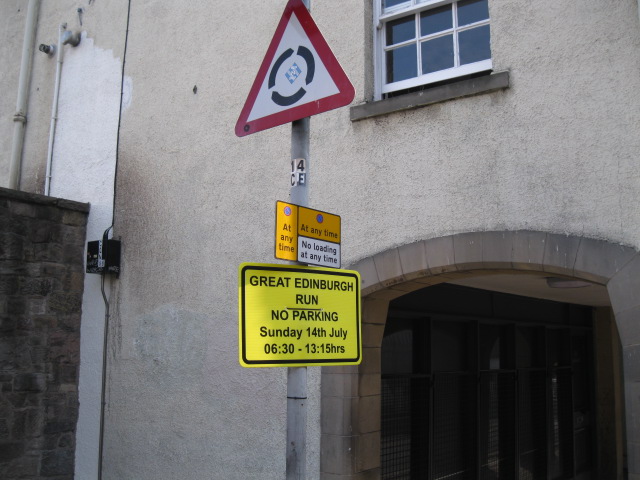 14
CE
At
any
time
At any time
No loading
at any time
GREAT EDINBURGH
RUN
NO PARKING
Sunday 14th July
06:30 - 13:15hrs